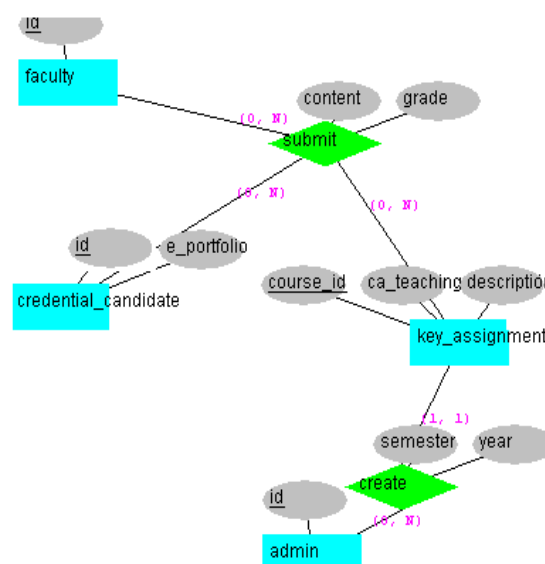 id
faculty
content
grade
(0, N)
submit
(0, N)
(0, N)
id
e_portfolio
credential_candidate
course_id
ca_teaching
description
key_assignment
(1, 1)
semester
year
create
id
(0, N)
admin